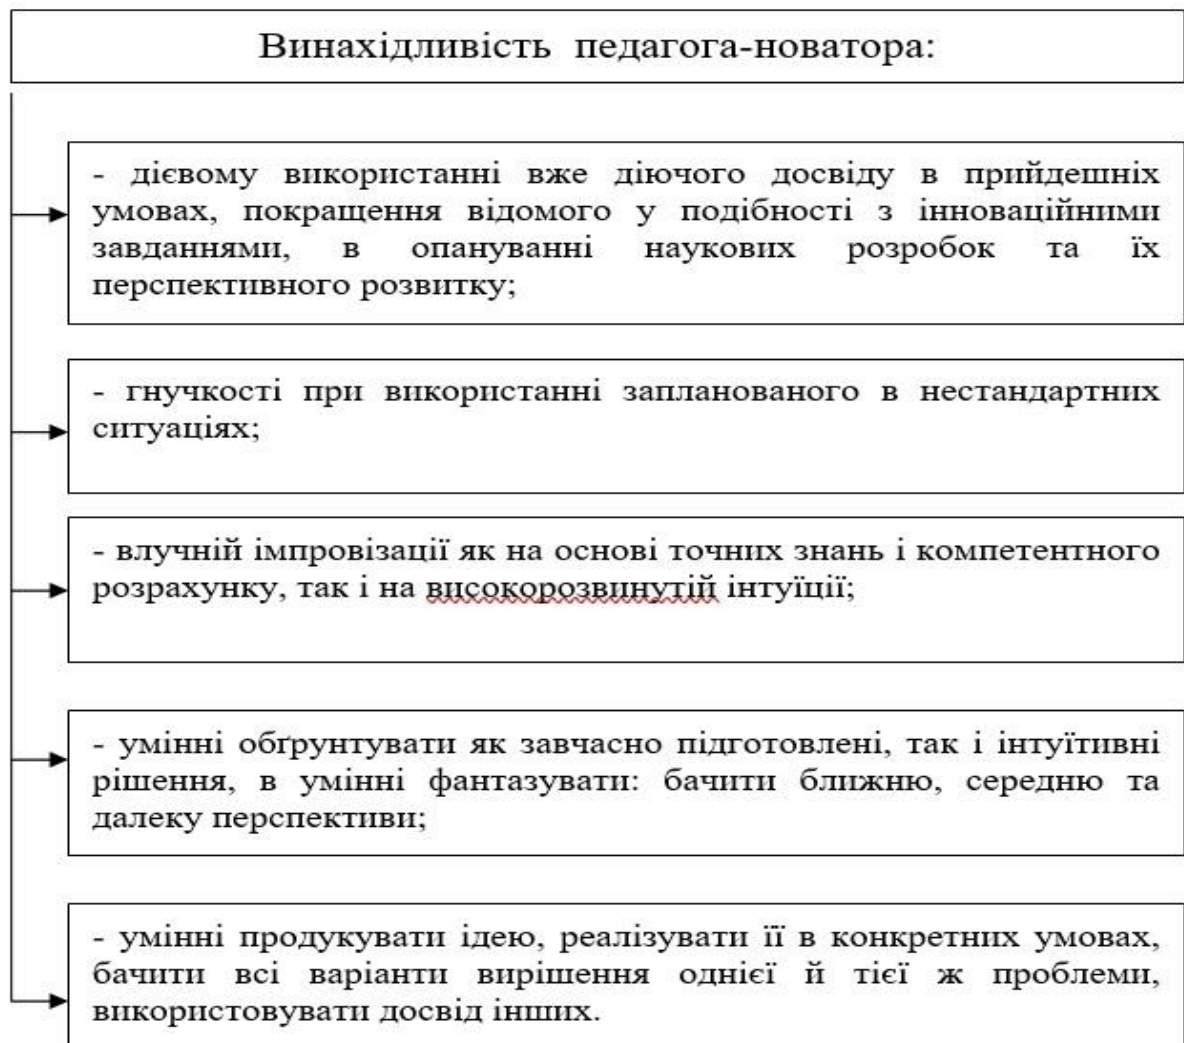 Винахідливість педагога-новатора:
- дієвому використанні вже діючого досвіду в прийдешніх
умовах, покращення відомого у подібності з інноваційними
завданнями, в опануванні наукових розробок та їх
перспективного розвитку;
- гнучкості при використанні запланованого в нестандартних
ситуаціях;
- влучній імпровізації як на основі точних знань і компетентного
розрахунку, так і на високорозвинутій інтуїції;
- умінні обґрунтувати як завчасно підготовлені, так і інтуїтивні
рішення, в умінні фантазувати: бачити ближню, середню та
далеку перспективи;
- умінні продукувати ідею, реалізувати її в конкретних умовах,
бачити всі варіанти вирішення однієї й тієї ж проблеми,
використовувати досвід інших.